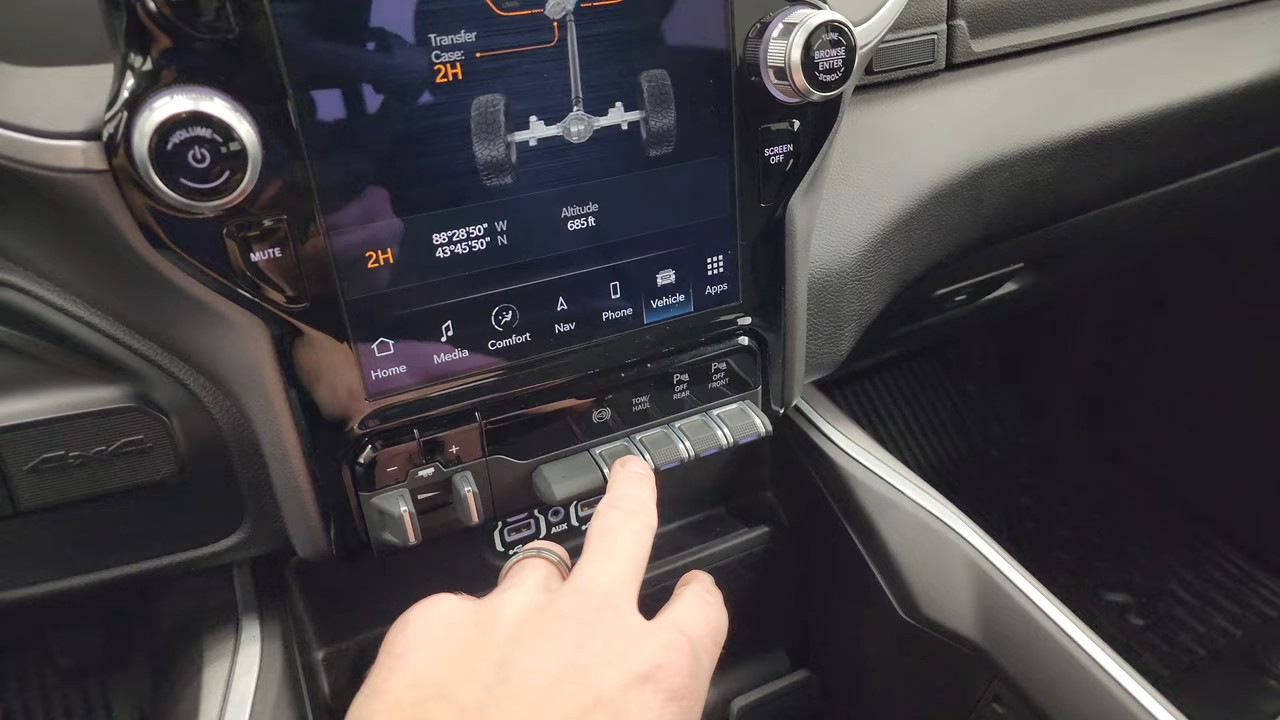 Transfer
Case:
2H
VOLUME
TUNE
BROWSE
ENTER
SCROLL
SCREEN
OFF
MUTE
2H
88°28'50" W
43°45'50" N
Altitude
685 ft
Home
Media
Comfort
Nav
Phone
Vehicle
Apps
TOW/
HAUL
P
OFF
REAR
P
OFF
FRONT
− +
4x4
AUX